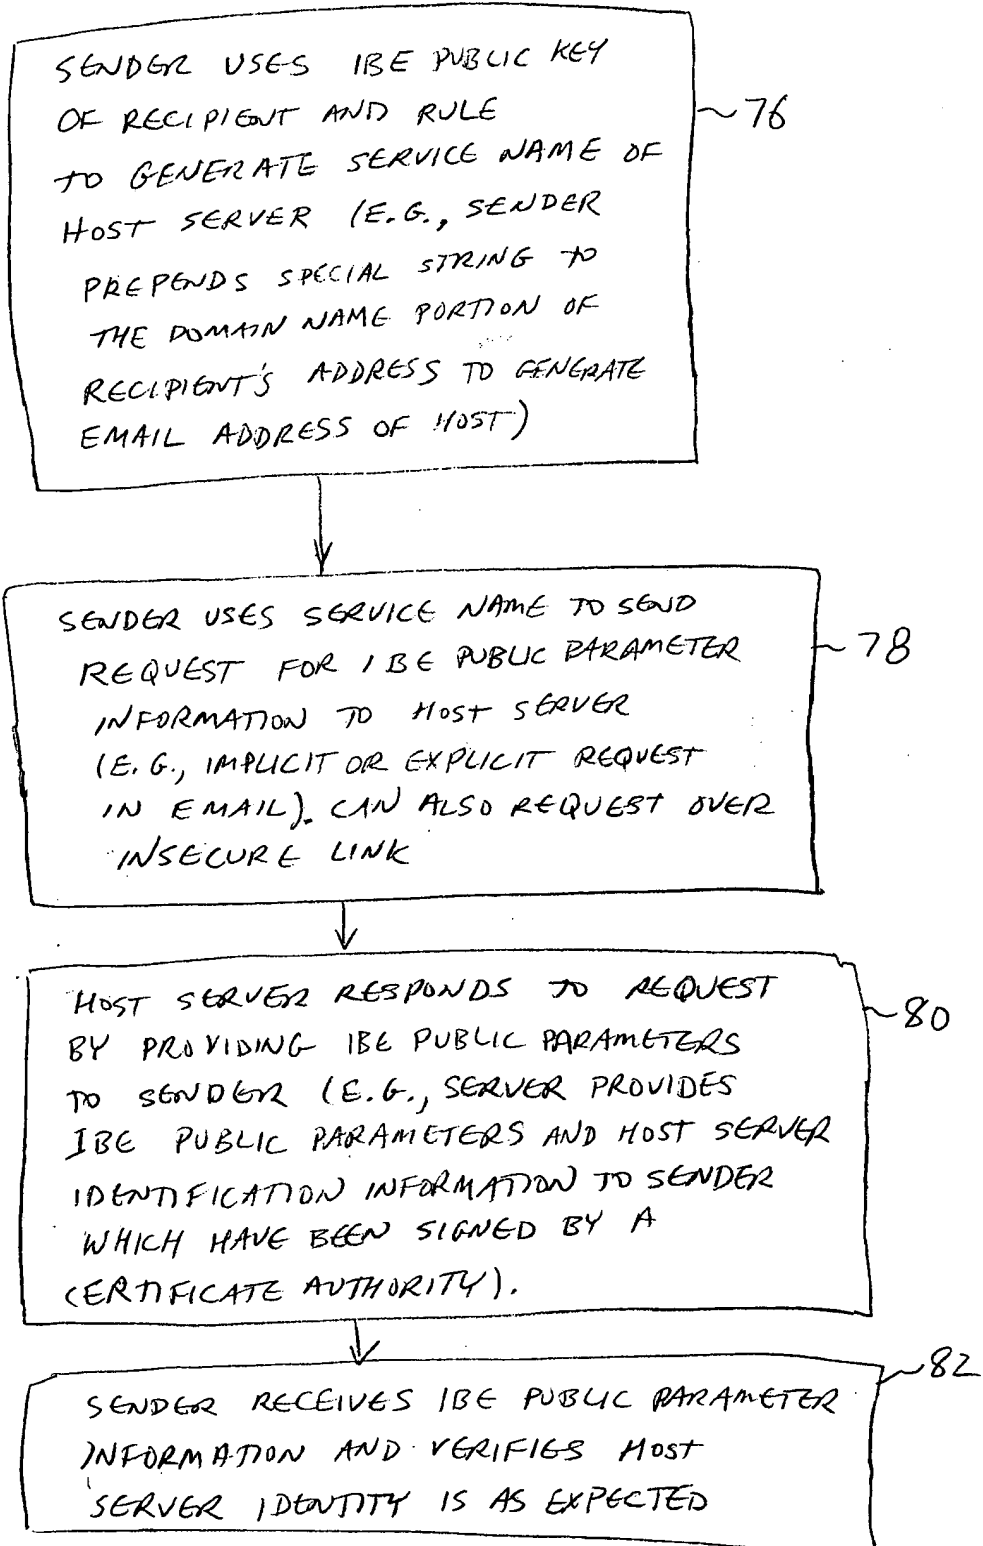 SENDER USES IBE PUBLIC KEY
OF RECIPIENT AND RULE
TO GENERATE SERVICE NAME OF
HOST SERVER (E.G., SENDER
PREPENDS SPECIAL STRING TO
THE DOMAIN NAME PORTION OF
RECIPIENT'S ADDRESS TO GENERATE
EMAIL ADDRESS OF HOST)
76
SENDER USES SERVICE NAME TO SEND
REQUEST FOR IBE PUBLIC PARAMETER
INFORMATION TO HOST SERVER
(E.G., IMPLICIT OR EXPLICIT REQUEST
IN EMAIL). CAN ALSO REQUEST OVER
INSECURE LINK
78
HOST SERVER RESPONDS TO REQUEST
BY PROVIDING IBE PUBLIC PARAMETERS
TO SENDER (E.G., SERVER PROVIDES
IBE PUBLIC PARAMETERS AND HOST SERVER
IDENTIFICATION INFORMATION TO SENDER
WHICH HAVE BEEN SIGNED BY A
CERTIFICATE AUTHORITY).
80
SENDER RECEIVES IBE PUBLIC PARAMETER
INFORMATION AND VERIFIES HOST
SERVER IDENTITY IS AS EXPECTED
82